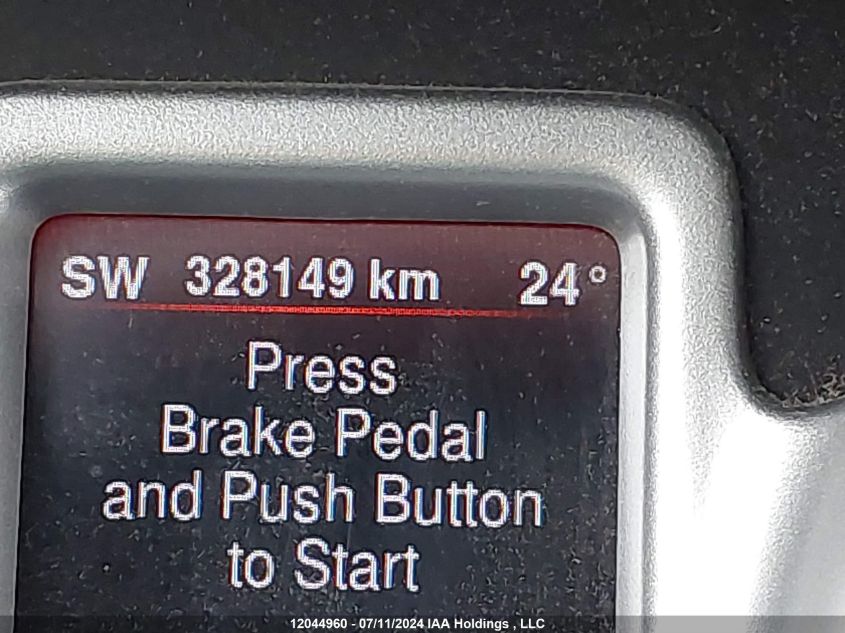 SW 328149 km 24°
Press
Brake Pedal
and Push Button
to Start
12044960 - 07/11/2024 IAA Holdings , LLC